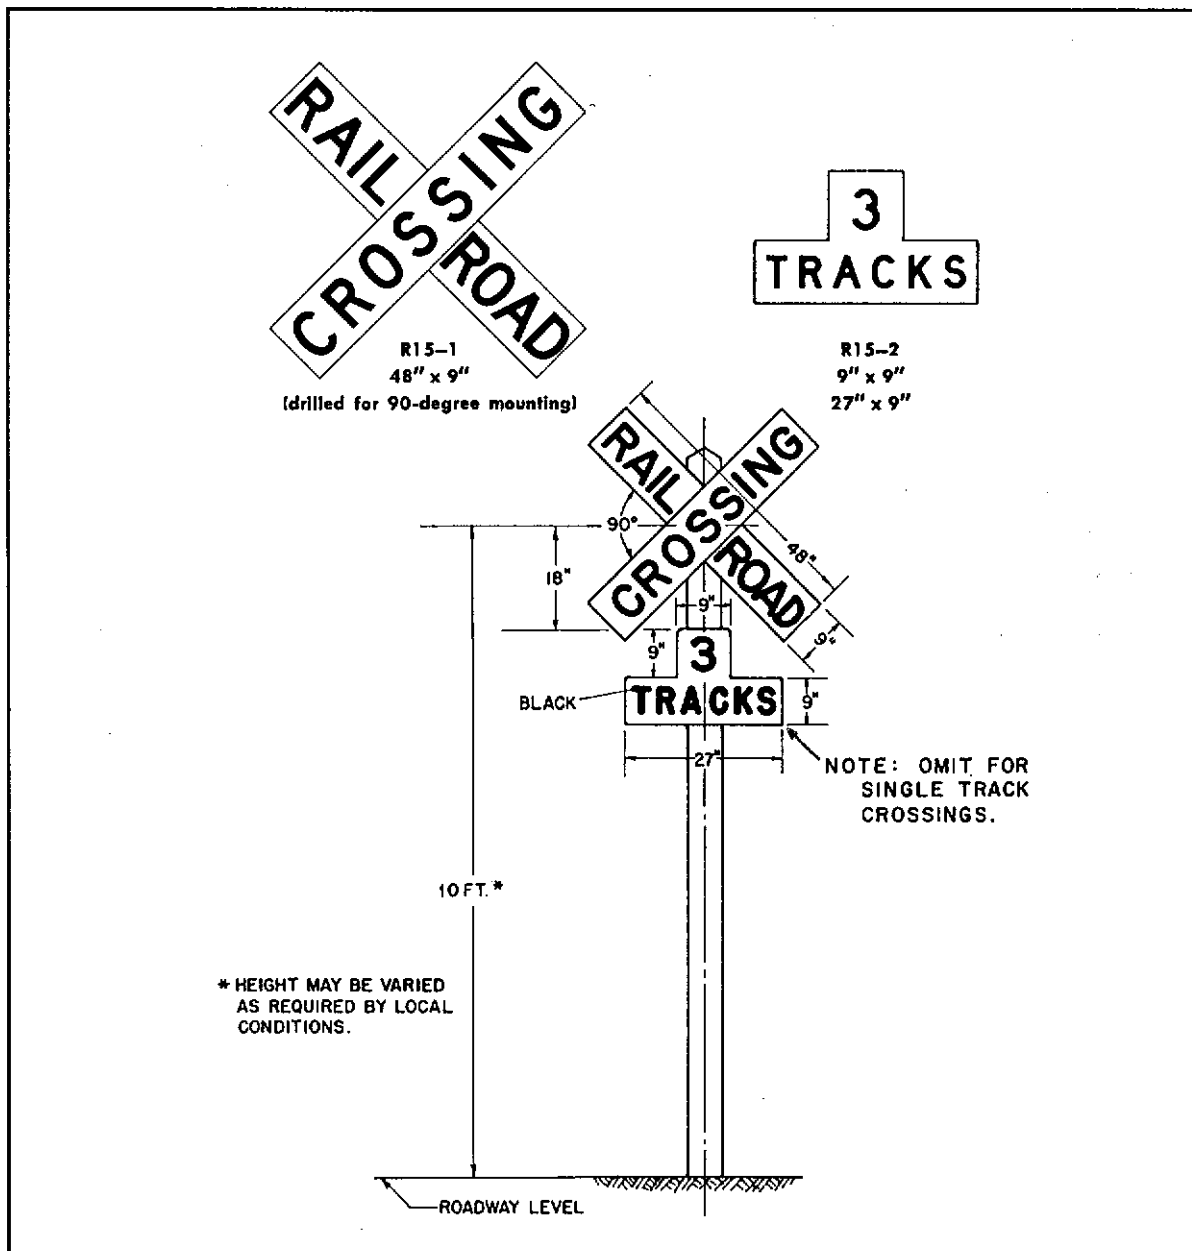 RAIL
CROSSING
ROAD
R15-1
48" x 9"
(drilled for 90-degree mounting)
3
TRACKS
R15-2
9" x 9"
27" x 9"
RAIL
CROSSING
ROAD
90°
48"
18"
9"
9"
9"
3
BLACK
TRACKS
9"
27"
NOTE: OMIT FOR
SINGLE TRACK
CROSSINGS.
10 FT.*
* HEIGHT MAY BE VARIED
AS REQUIRED BY LOCAL
CONDITIONS.
ROADWAY LEVEL